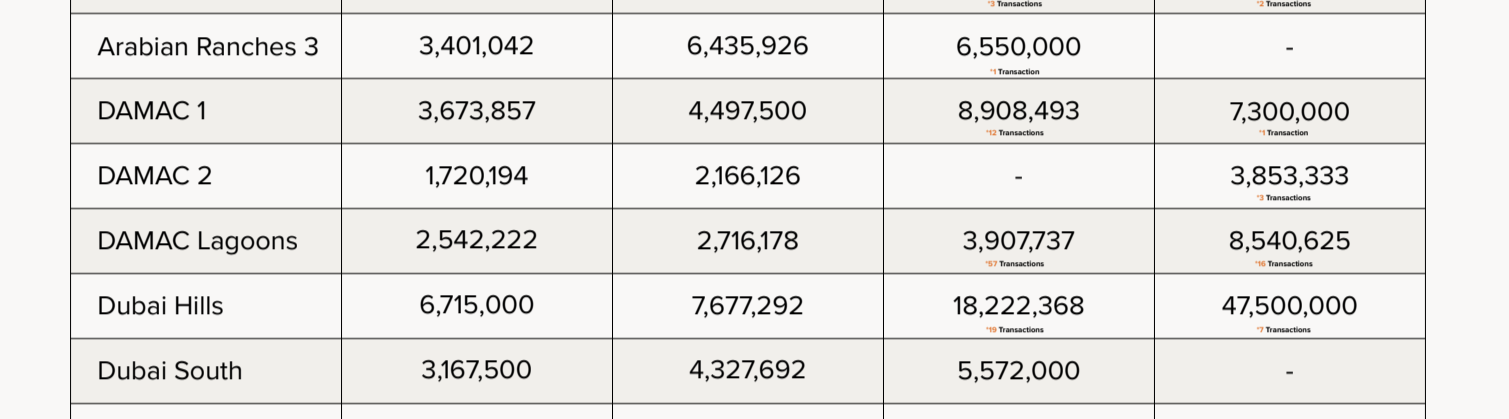 *3 Transactions *2 Transactions
Arabian Ranches 3 3,401,042 6,435,926 6,550,000 -
*1 Transaction
DAMAC 1 3,673,857 4,497,500 8,908,493 7,300,000
*12 Transactions *1 Transaction
DAMAC 2 1,720,194 2,166,126 - 3,853,333
*3 Transactions
DAMAC Lagoons 2,542,222 2,716,178 3,907,737 8,540,625
*57 Transactions *16 Transactions
Dubai Hills 6,715,000 7,677,292 18,222,368 47,500,000
*19 Transactions *7 Transactions
Dubai South 3,167,500 4,327,692 5,572,000 -